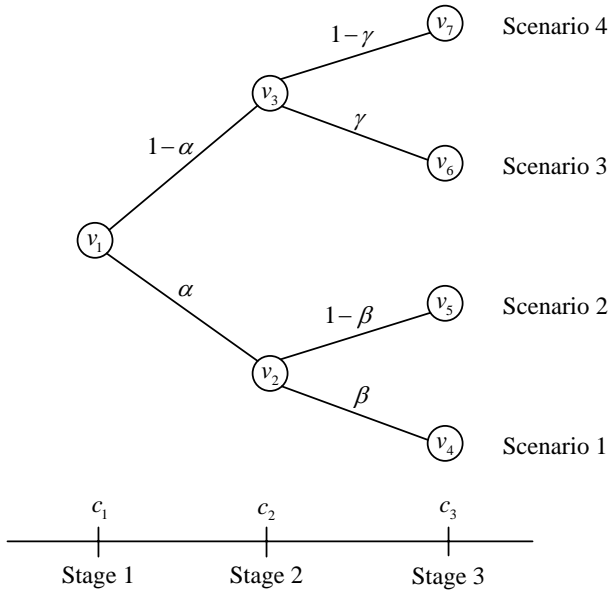 v₇ Scenario 4
1−γ
v₃
γ
v₆ Scenario 3
1−α
v₁
α
v₅ Scenario 2
1−β
v₂
β
v₄ Scenario 1
c₁ c₂ c₃
Stage 1 Stage 2 Stage 3